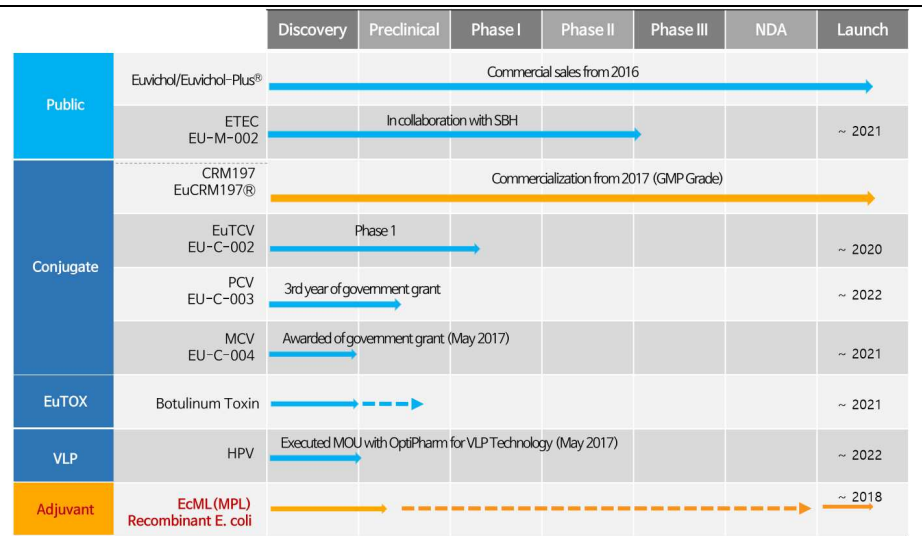 Discovery Preclinical Phase I Phase II Phase III NDA Launch
Public
Euvichol/Euvichol-Plus®
Commercial sales from 2016
ETEC
EU-M-002
In collaboration with SBH
~ 2021
Conjugate
CRM197
EuCRM197®
Commercialization from 2017 (GMP Grade)
EuTCV
EU-C-002
Phase 1
~ 2020
PCV
EU-C-003
3rd year of government grant
~ 2022
MCV
EU-C-004
Awarded of government grant (May 2017)
~ 2021
EuTOX
Botulinum Toxin
~ 2021
VLP
HPV
Executed MOU with OptiPharm for VLP Technology (May 2017)
~ 2022
Adjuvant
EcML(MPL)
Recombinant E. coli
~ 2018